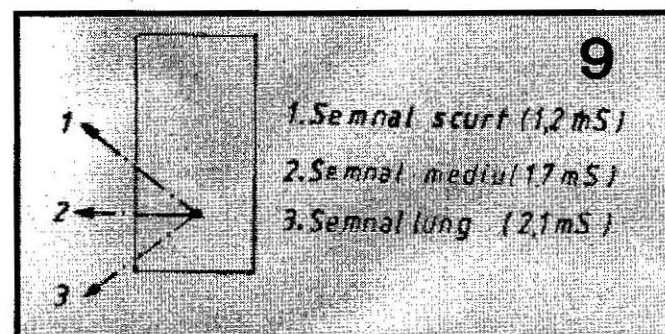 9
1. Semnal scurt (1,2 mS)
1
2. Semnal mediu (1,7 mS)
2
3. Semnal lung (2,1 mS)
3